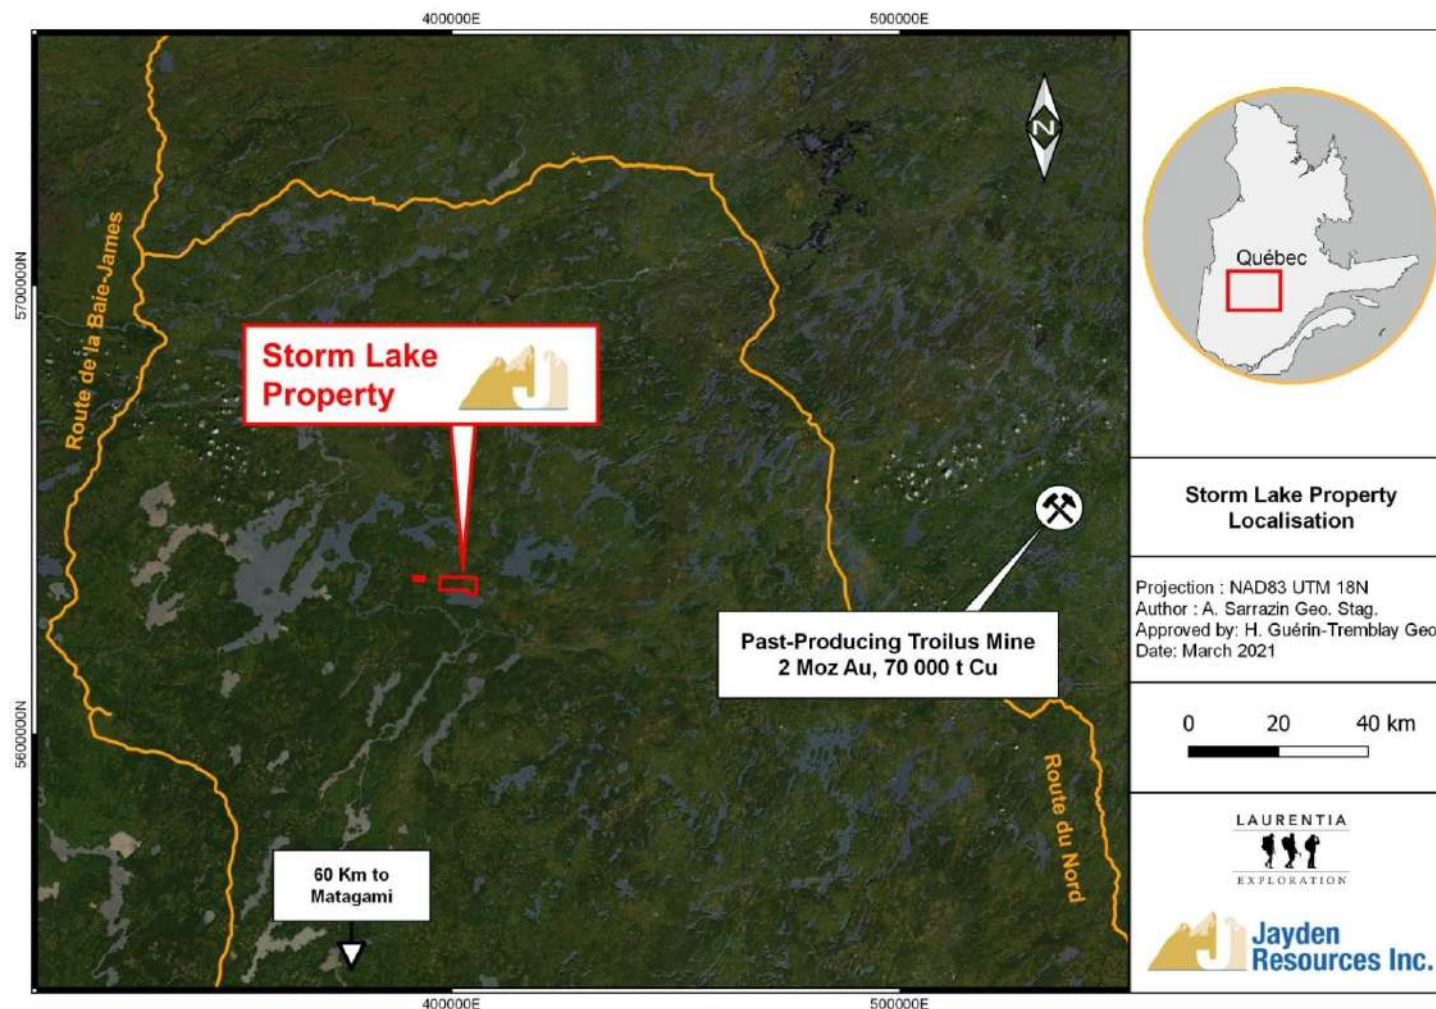 400000E
500000E
5700000N
5600000N
Route de la Baie-James
Storm Lake
Property
J
N
Past-Producing Troilus Mine
2 Moz Au, 70 000 t Cu
Route du Nord
60 Km to
Matagami
400000E
500000E
Québec
Storm Lake Property
Localisation
Projection : NAD83 UTM 18N
Author : A. Sarrazin Geo. Stag.
Approved by: H. Guérin-Tremblay Geo
Date: March 2021
0 20 40 km
LAURENTIA
EXPLORATION
J
Jayden
Resources Inc.